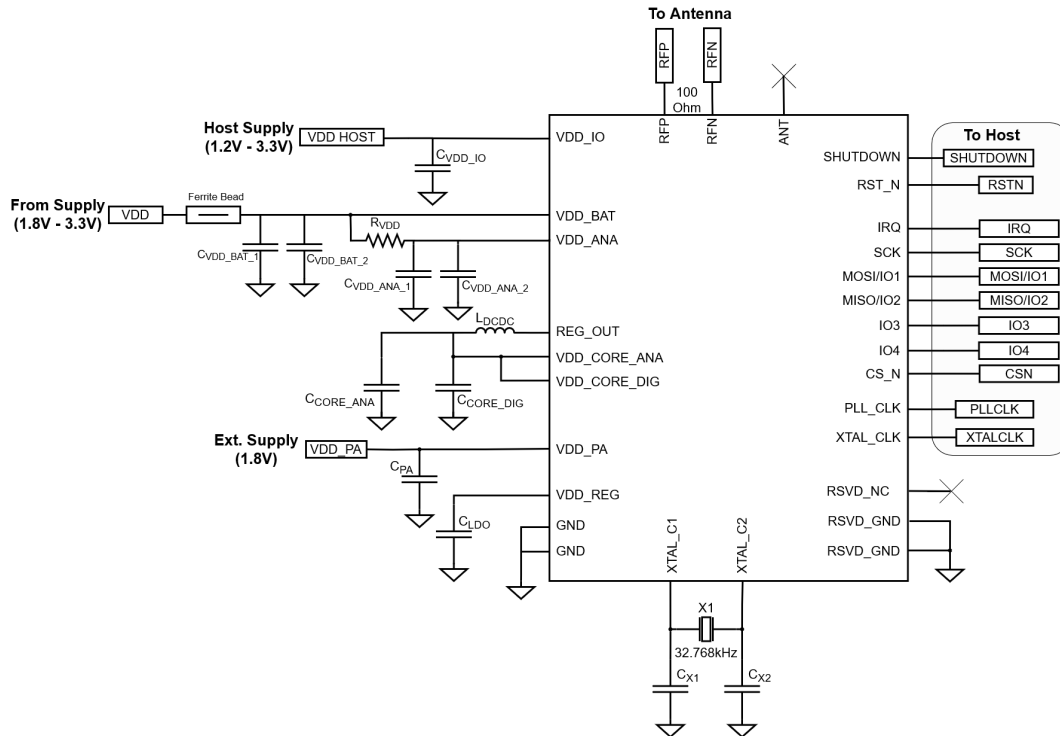 To Antenna
RFP
RFN
100
Ohm
RFP
RFN
ANT
Host Supply
(1.2V - 3.3V)
VDD HOST
VDD_IO
CVDD_IO
From Supply
(1.8V - 3.3V)
VDD
Ferrite Bead
VDD_BAT
RVDD
VDD_ANA
CVDD_BAT_1
CVDD_BAT_2
CVDD_ANA_1
CVDD_ANA_2
LDCDC
REG_OUT
VDD_CORE_ANA
VDD_CORE_DIG
CCORE_ANA
CCORE_DIG
Ext. Supply
(1.8V)
VDD_PA
VDD_PA
CPA
VDD_REG
CLDO
GND
GND
To Host
SHUTDOWN
SHUTDOWN
RST_N
RSTN
IRQ
IRQ
SCK
SCK
MOSI/IO1
MOSI/IO1
MISO/IO2
MISO/IO2
IO3
IO3
IO4
IO4
CS_N
CSN
PLL_CLK
PLLCLK
XTAL_CLK
XTALCLK
RSVD_NC
RSVD_GND
RSVD_GND
XTAL_C1
XTAL_C2
X1
32.768kHz
CX1
CX2